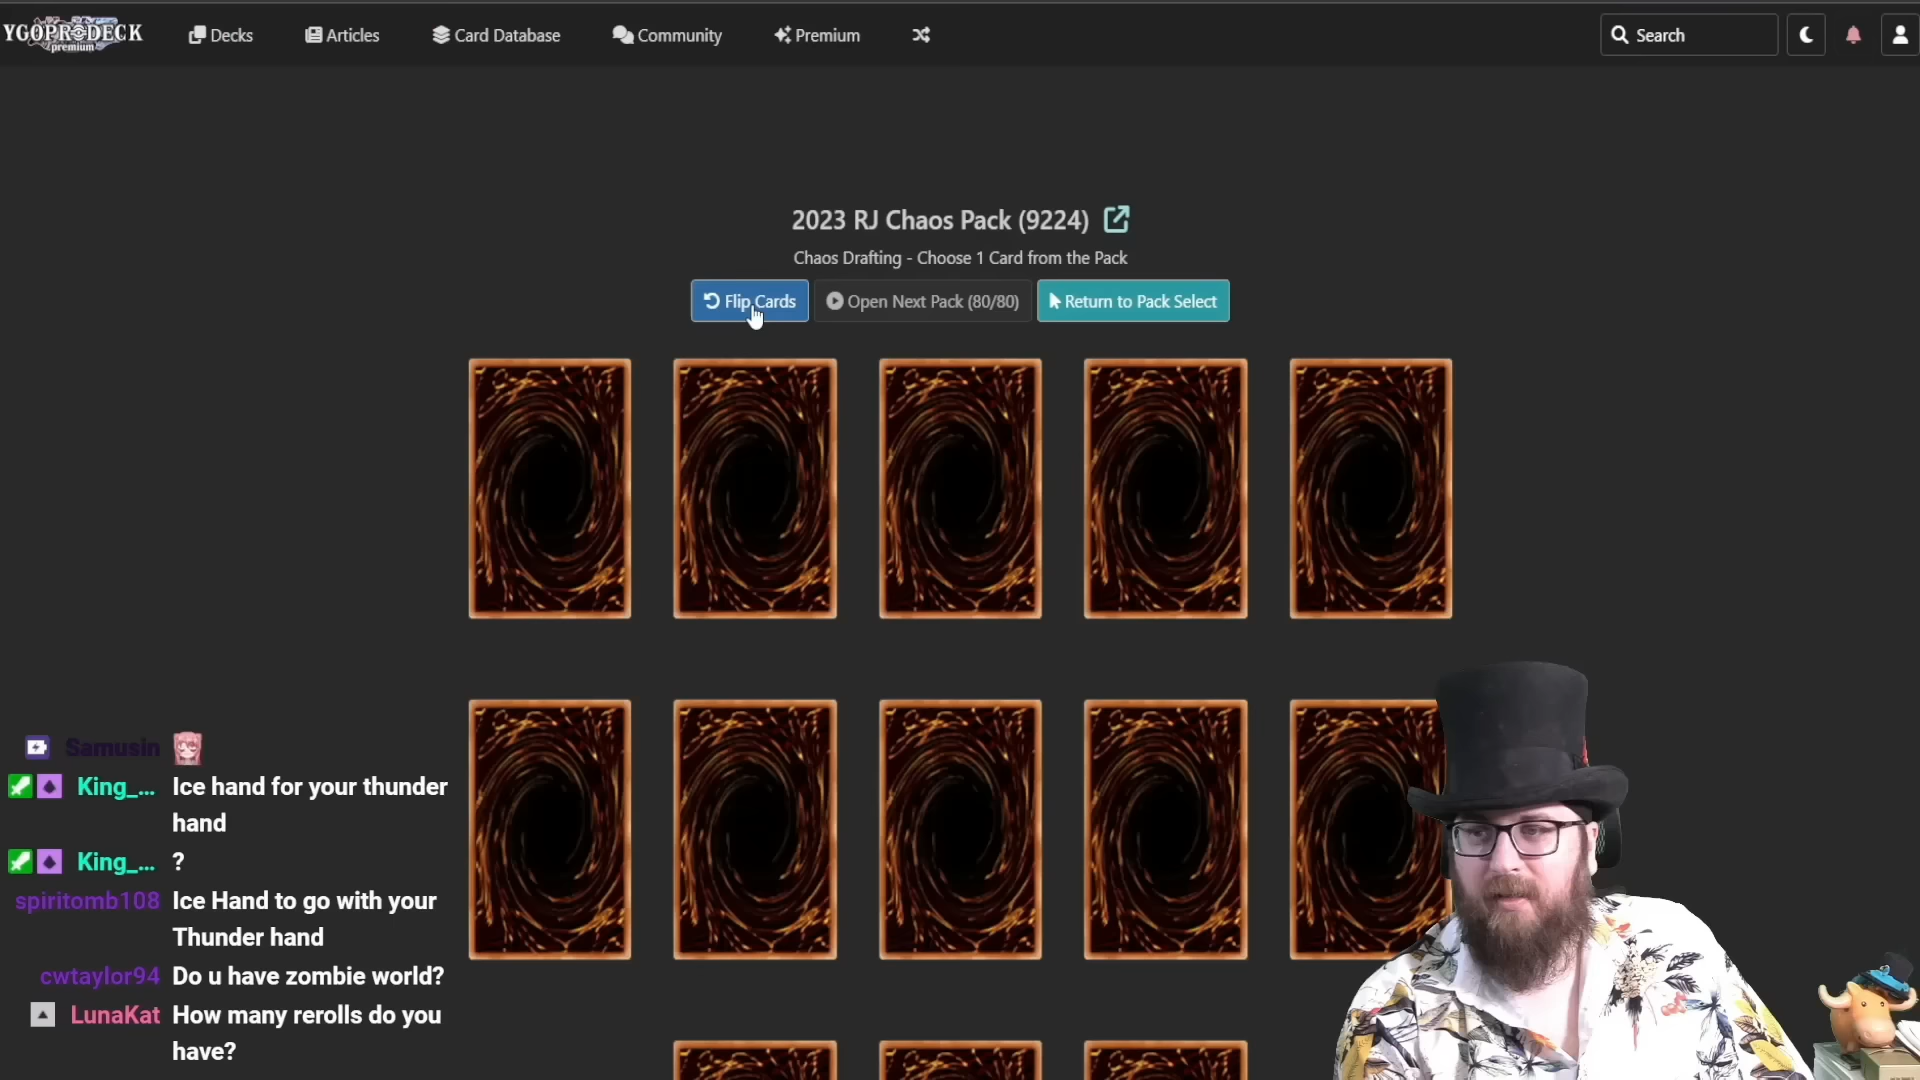 YGOPRODECK
premium
Decks
Articles
Card Database
Community
Premium
Search
2023 RJ Chaos Pack (9224)
Chaos Drafting - Choose 1 Card from the Pack
Flip Cards
Open Next Pack (80/80)
Return to Pack Select
Samusin
King_... Ice hand for your thunder
hand
King_... ?
spiritomb108 Ice Hand to go with your
Thunder hand
cwtaylor94 Do u have zombie world?
LunaKat How many rerolls do you
have?